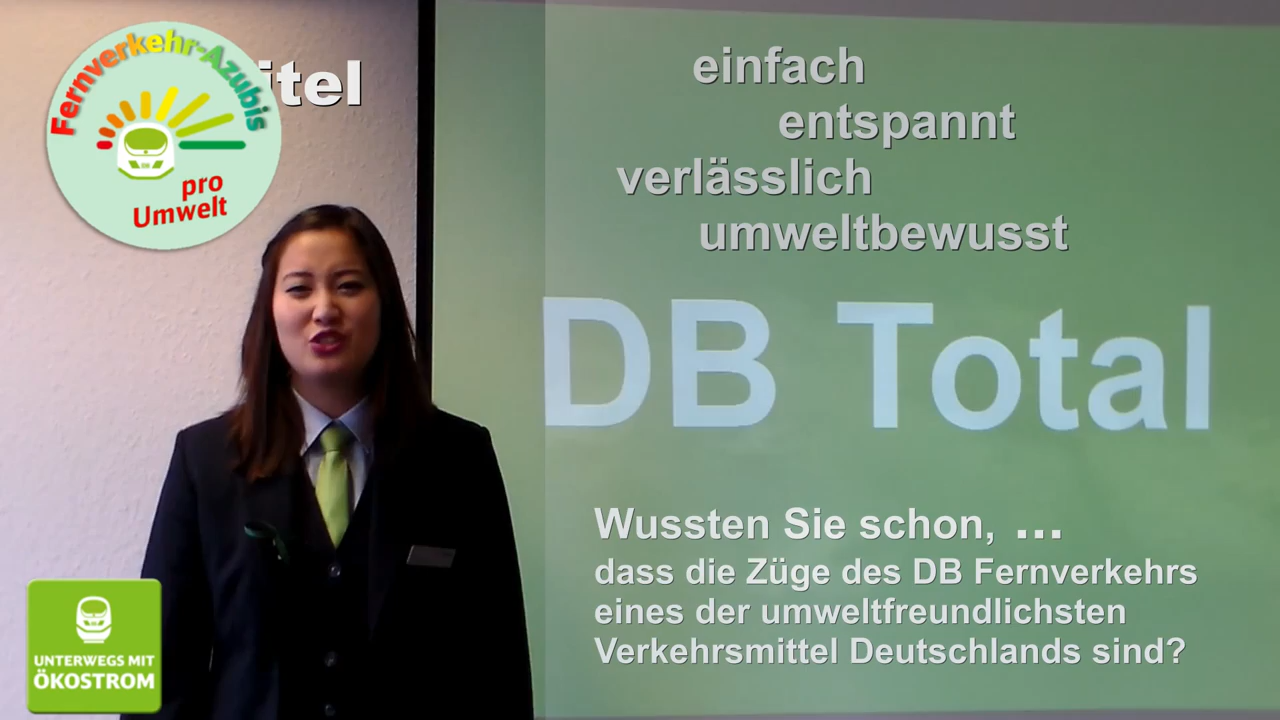 Fernverkehr-Azubis
pro
Umwelt
itel
einfach
entspannt
verlässlich
umweltbewusst
DB Total
Wussten Sie schon, ...
dass die Züge des DB Fernverkehrs
eines der umweltfreundlichsten
Verkehrsmittel Deutschlands sind?
UNTERWEGS MIT
ÖKOSTROM